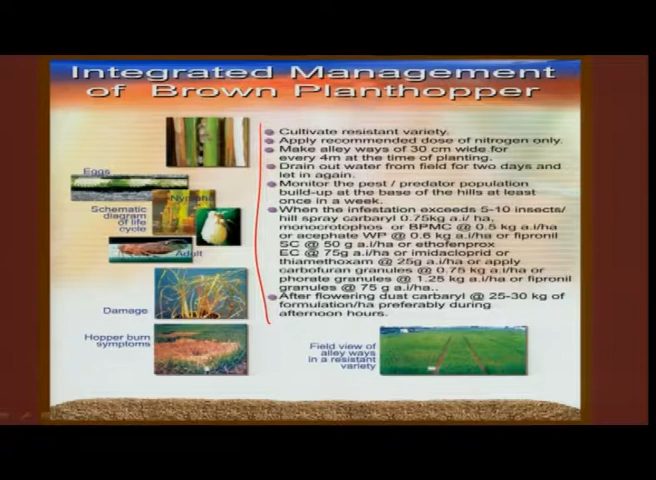 Integrated Management
of Brown Planthopper
Eggs
Nymphs
Schematic
diagram
of life
cycle
Adult
Damage
Hopper burn
symptoms
Cultivate resistant variety.
Apply recommended dose of nitrogen only.
Make alley ways of 30 cm wide for
every 4m at the time of planting.
Drain out water from field for two days and
let in again.
Monitor the pest / predator population
build-up at the base of the hills at least
once in a week.
When the infestation exceeds 5-10 insects/
hill spray carbaryl 0.75kg a.i/ ha,
monocrotophos or BPMC @ 0.5 kg a.i/ha
or acephate WP @ 0.6 kg a.i/ha or fipronil
SC @ 50 g a.i/ha or ethofenprox
EC @ 75g a.i/ha or imidacloprid or
thiamethoxam @ 25g a.i/ha or apply
carbofuran granules @ 0.75 kg a.i/ha or
phorate granules @ 1.25 kg a.i/ha or fipronil
granules @ 75 g a.i/ha..
After flowering dust carbaryl @ 25-30 kg of
formulation/ha preferably during
afternoon hours.
Field view of
alley ways
in a resistant
variety